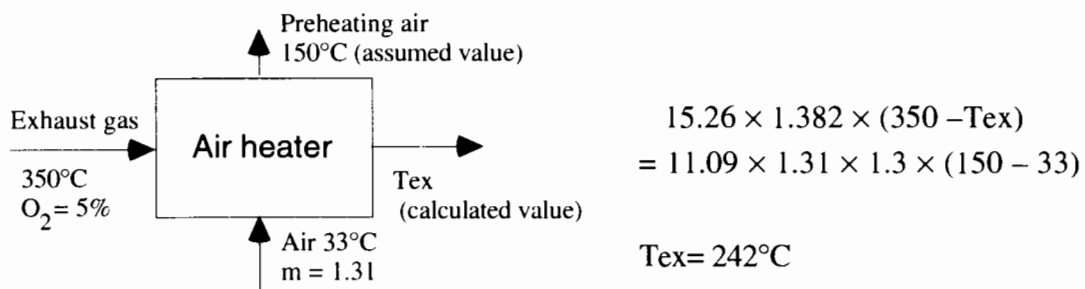 Preheating air
150°C (assumed value)
Exhaust gas
Air heater
350°C
O₂= 5%
Tex
(calculated value)
Air 33°C
m = 1.31
15.26 × 1.382 × (350 –Tex)
= 11.09 × 1.31 × 1.3 × (150 – 33)
Tex= 242°C